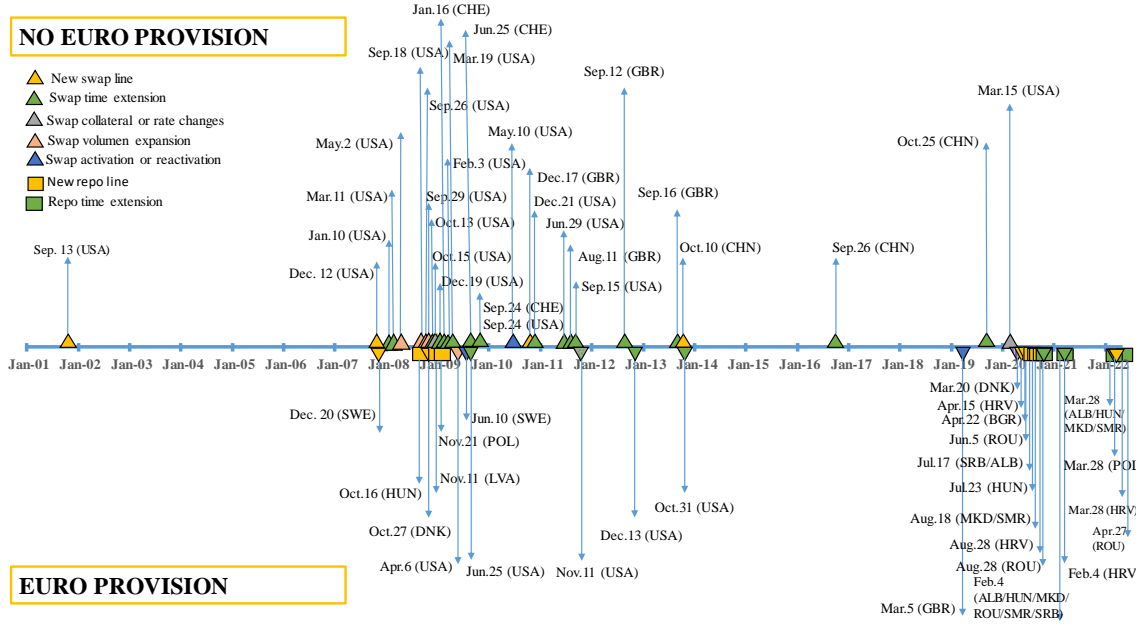 Jan.16 (CHE)
NO EURO PROVISION
Jun.25 (CHE)
Sep.18 (USA)
Mar.19 (USA)
New swap line
Swap time extension
Swap collateral or rate changes
Swap volumen expansion
Swap activation or reactivation
New repo line
Repo time extension
Sep.12 (GBR)
Mar.15 (USA)
Sep.26 (USA)
May.2 (USA)
May.10 (USA)
Oct.25 (CHN)
Feb.3 (USA)
Dec.17 (GBR)
Mar.11 (USA)
Sep.29 (USA)
Dec.21 (USA)
Sep.16 (GBR)
Oct.13 (USA)
Jun.29 (USA)
Jan.10 (USA)
Sep. 13 (USA)
Aug.11 (GBR)
Oct.10 (CHN)
Sep.26 (CHN)
Oct.15 (USA)
Dec. 12 (USA)
Dec.19 (USA)
Sep.15 (USA)
Sep.24 (CHE)
Sep.24 (USA)
Jan-01 Jan-02 Jan-03 Jan-04 Jan-05 Jan-06 Jan-07 Jan-08 Jan-09 Jan-10 Jan-11 Jan-12 Jan-13 Jan-14 Jan-15 Jan-16 Jan-17 Jan-18 Jan-19 Jan-20 Jan-21 Jan-22
Mar.20 (DNK)
Apr.15 (HRV)
Mar.28
(ALB/HUN/
MKD/SMR)
Dec. 20 (SWE)
Jun.10 (SWE)
Apr.22 (BGR)
Nov.21 (POL)
Jun.5 (ROU)
Jul.17 (SRB/ALB)
Mar.28 (POL
Nov.11 (LVA)
Jul.23 (HUN)
Oct.16 (HUN)
Oct.31 (USA)
Mar.28 (HRV)
Aug.18 (MKD/SMR)
Oct.27 (DNK)
Dec.13 (USA)
Apr.27
(ROU)
Aug.28 (HRV)
Aug.28 (ROU)
Apr.6 (USA)
Jun.25 (USA)
Nov.11 (USA)
Feb.4 (HRV
EURO PROVISION
Feb.4
(ALB/HUN/MKD/
ROU/SMR/SRB)
Mar.5 (GBR)